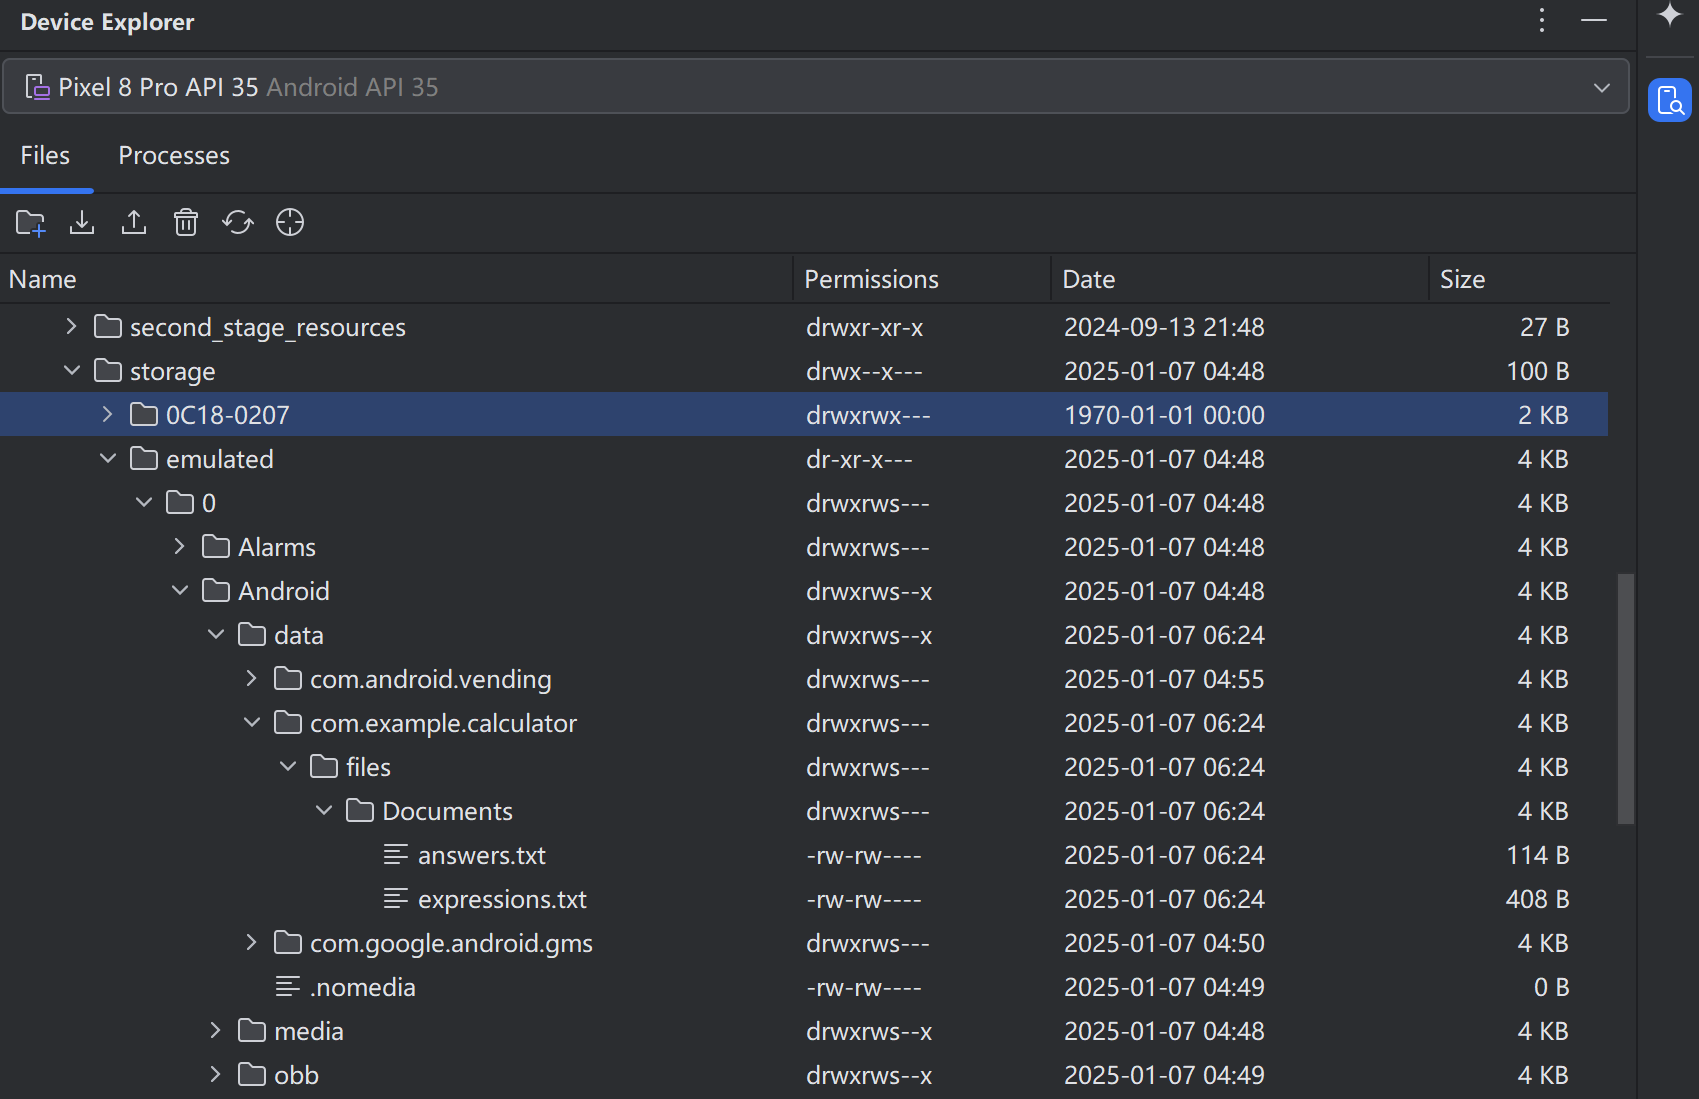 Device Explorer
Pixel 8 Pro API 35 Android API 35
Files Processes
Name Permissions Date Size
second_stage_resources drwxr-xr-x 2024-09-13 21:48 27 B
storage drwx--x--- 2025-01-07 04:48 100 B
0C18-0207 drwxrwx--- 1970-01-01 00:00 2 KB
emulated dr-xr-x--- 2025-01-07 04:48 4 KB
0 drwxrws--- 2025-01-07 04:48 4 KB
Alarms drwxrws--- 2025-01-07 04:48 4 KB
Android drwxrws--x 2025-01-07 04:48 4 KB
data drwxrws--x 2025-01-07 06:24 4 KB
com.android.vending drwxrws--- 2025-01-07 04:55 4 KB
com.example.calculator drwxrws--- 2025-01-07 06:24 4 KB
files drwxrws--- 2025-01-07 06:24 4 KB
Documents drwxrws--- 2025-01-07 06:24 4 KB
answers.txt -rw-rw---- 2025-01-07 06:24 114 B
expressions.txt -rw-rw---- 2025-01-07 06:24 408 B
com.google.android.gms drwxrws--- 2025-01-07 04:50 4 KB
.nomedia -rw-rw---- 2025-01-07 04:49 0 B
media drwxrws--x 2025-01-07 04:48 4 KB
obb drwxrws--x 2025-01-07 04:49 4 KB